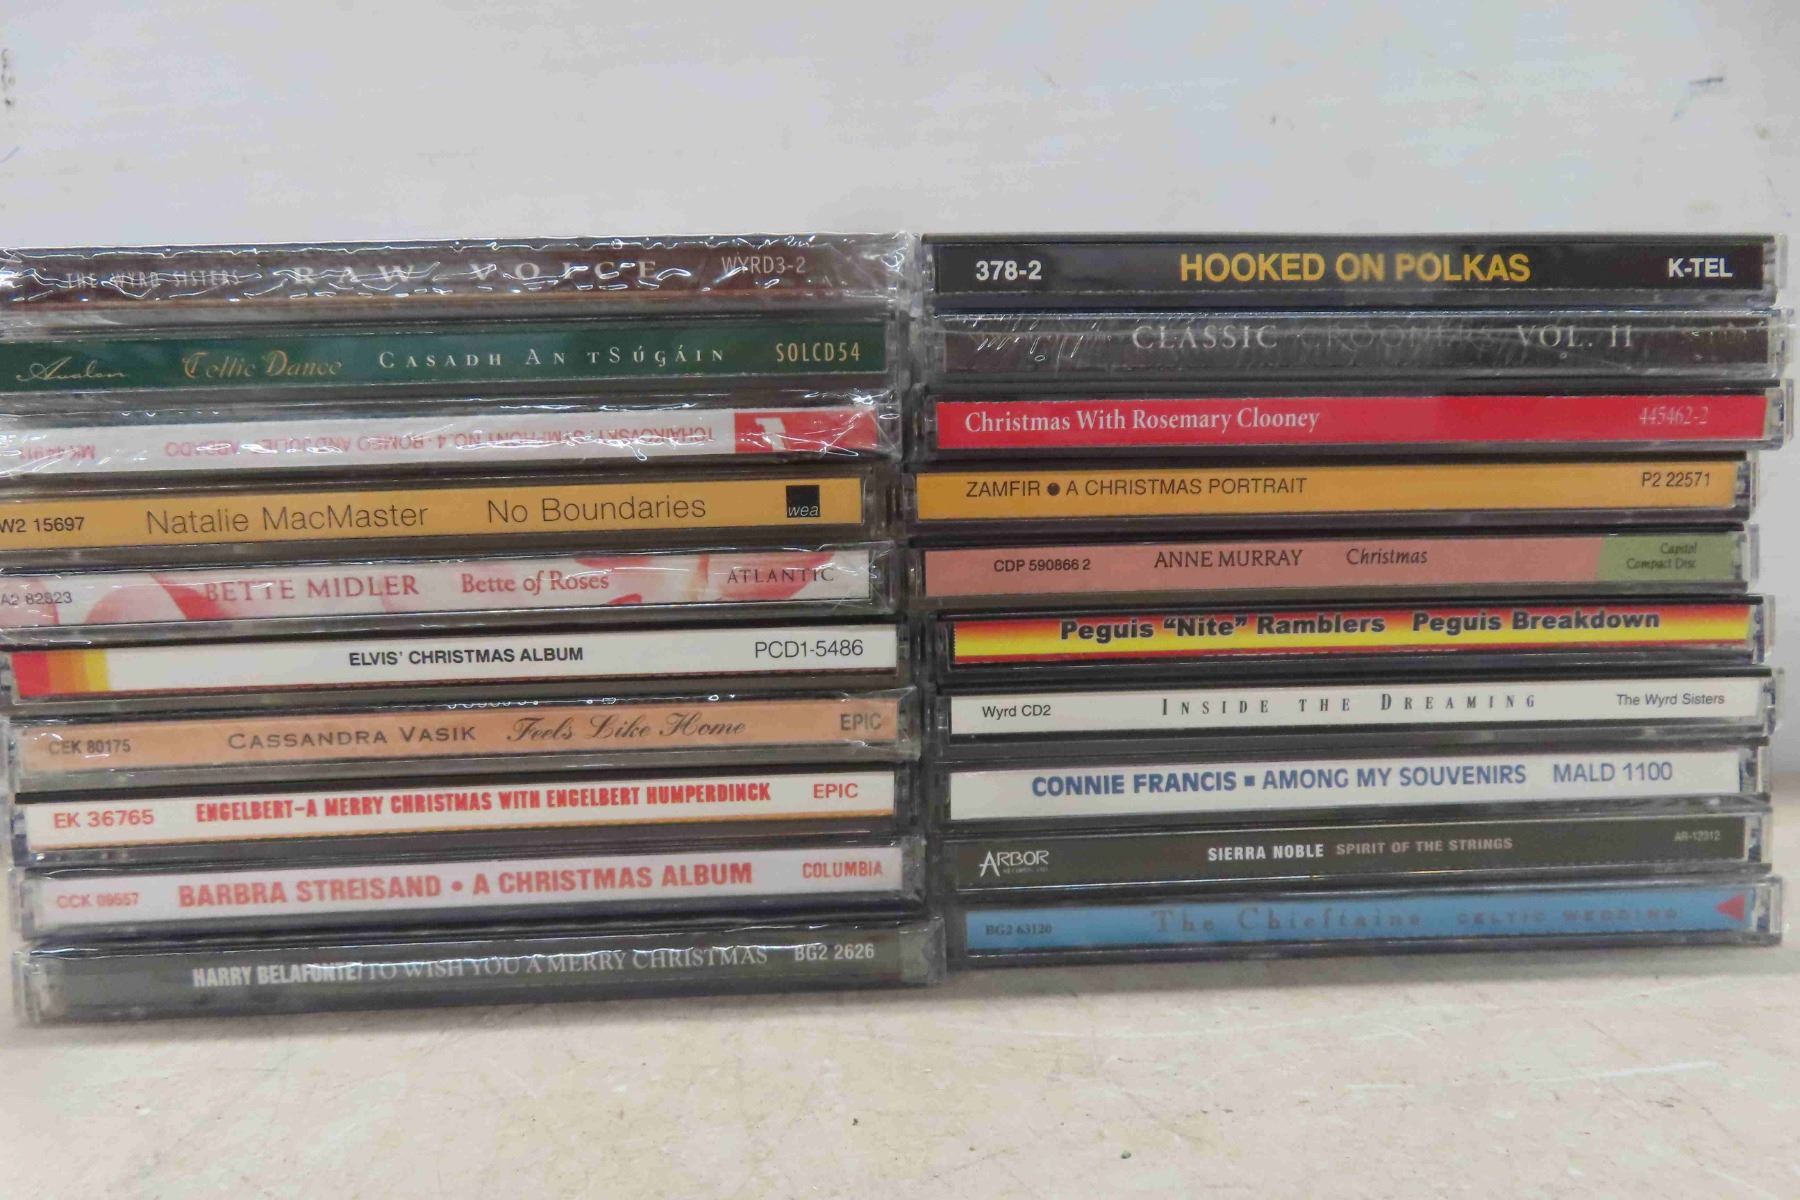 THE WYRD SISTERS RAW VOICE WYRD3-2
Avalon Celtic Dance CASADH AN TSÚGÁIN SOLCD54
TCHAIKOVSKY: SYMPHONY NO. 4 · ROMEO AND JULIET ABBADO
W2 15697 Natalie MacMaster No Boundaries wea
A2 82823 BETTE MIDLER Bette of Roses ATLANTIC
ELVIS' CHRISTMAS ALBUM PCD1-5486
CEK 80175 CASSANDRA VASIK Feels Like Home EPIC
EK 36765 ENGELBERT–A MERRY CHRISTMAS WITH ENGELBERT HUMPERDINCK EPIC
CCK 09557 BARBRA STREISAND • A CHRISTMAS ALBUM COLUMBIA
HARRY BELAFONTE/TO WISH YOU A MERRY CHRISTMAS BG2 2626
378-2 HOOKED ON POLKAS K-TEL
CLASSIC CROONERS VOL. II
Christmas With Rosemary Clooney 445462-2
ZAMFIR ● A CHRISTMAS PORTRAIT P2 22571
CDP 590866 2 ANNE MURRAY Christmas Capitol
Compact Disc
Peguis “Nite” Ramblers Peguis Breakdown
Wyrd CD2 INSIDE THE DREAMING The Wyrd Sisters
CONNIE FRANCIS ▪ AMONG MY SOUVENIRS MALD 1100
ARBOR SIERRA NOBLE SPIRIT OF THE STRINGS AR-12312
BG2 63120 The Chieftains CELTIC WEDDING